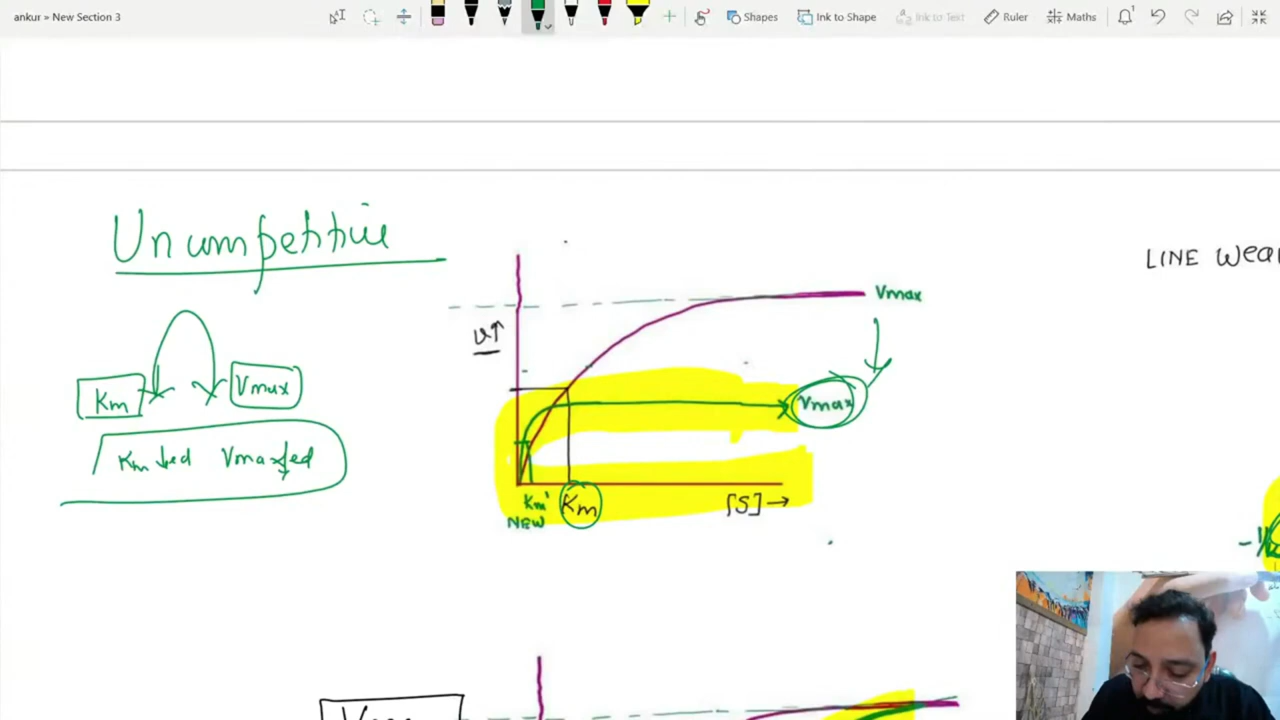 ankur » New Section 3
Shapes
Ink to Shape
Ink to Text
Ruler
Maths
Uncompetitive
LINE Wea
Vmax
v↑
Km
Vmax
Vmax
Km ↓ed Vmax ↓ed
Km'
NEW
Km
[S]→